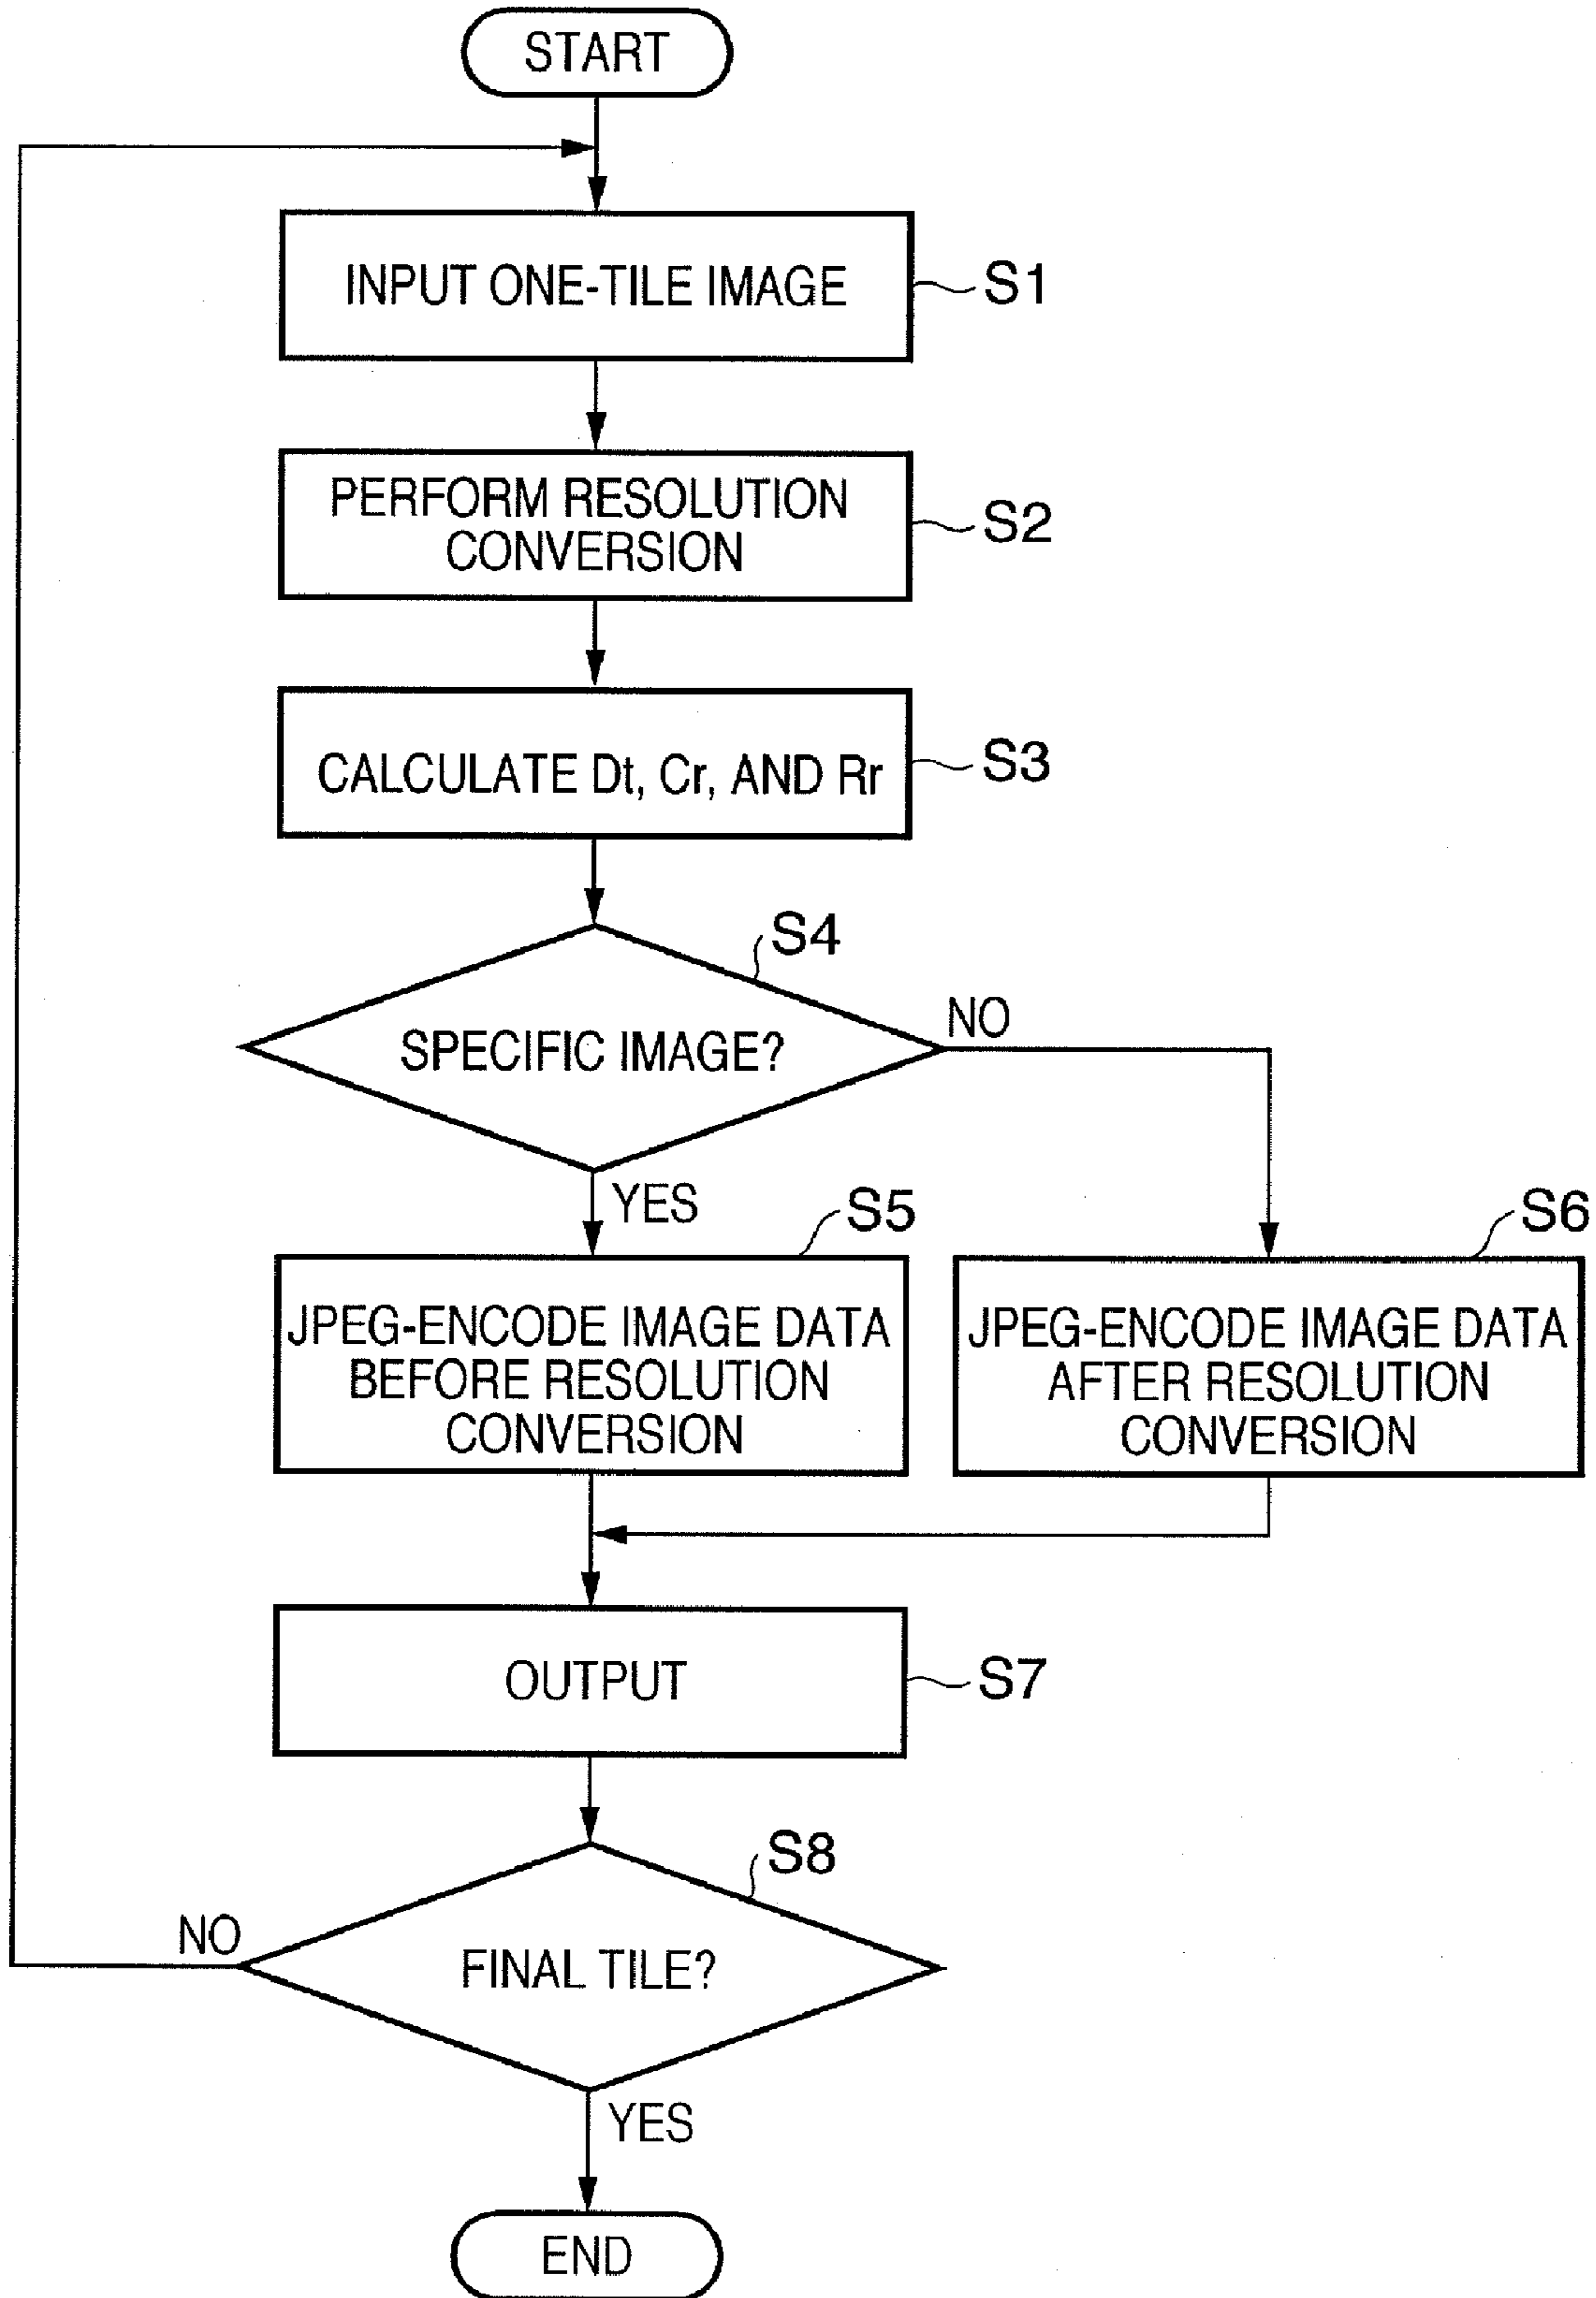 START
INPUT ONE-TILE IMAGE
S1
PERFORM RESOLUTION
CONVERSION
S2
CALCULATE Dt, Cr, AND Rr
S3
S4
SPECIFIC IMAGE?
NO
YES
S5
JPEG-ENCODE IMAGE DATA
BEFORE RESOLUTION
CONVERSION
S6
JPEG-ENCODE IMAGE DATA
AFTER RESOLUTION
CONVERSION
OUTPUT
S7
S8
NO
FINAL TILE?
YES
END